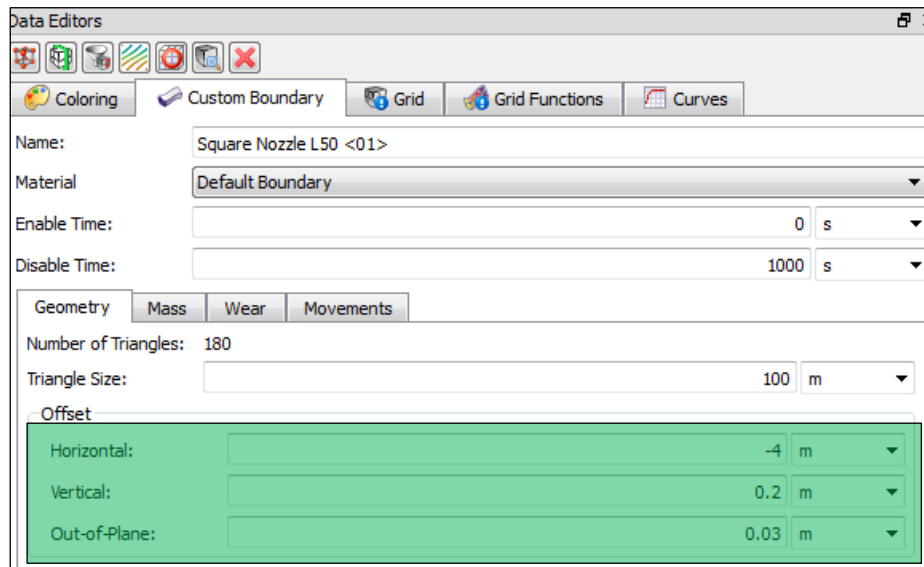 Data Editors
Coloring Custom Boundary Grid Grid Functions Curves
Name: Square Nozzle L50 <01>
Material Default Boundary
Enable Time: 0 s
Disable Time: 1000 s
Geometry Mass Wear Movements
Number of Triangles: 180
Triangle Size: 100 m
Offset
Horizontal: -4 m
Vertical: 0.2 m
Out-of-Plane: 0.03 m